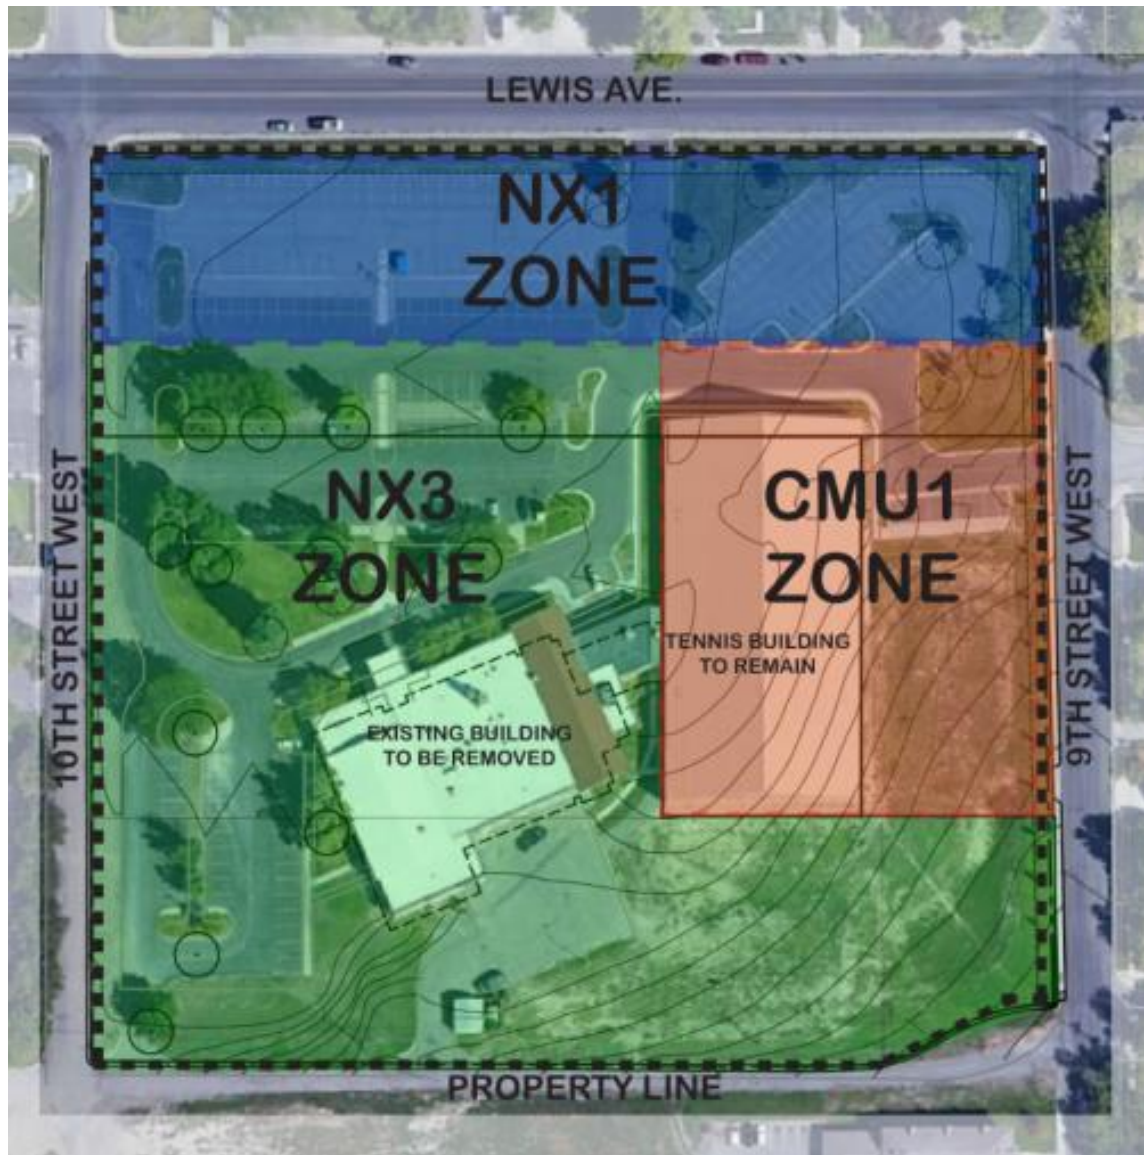 LEWIS AVE.
NX1
ZONE
NX3
ZONE
CMU1
ZONE
10TH STREET WEST
9TH STREET WEST
TENNIS BUILDING
TO REMAIN
EXISTING BUILDING
TO BE REMOVED
PROPERTY LINE